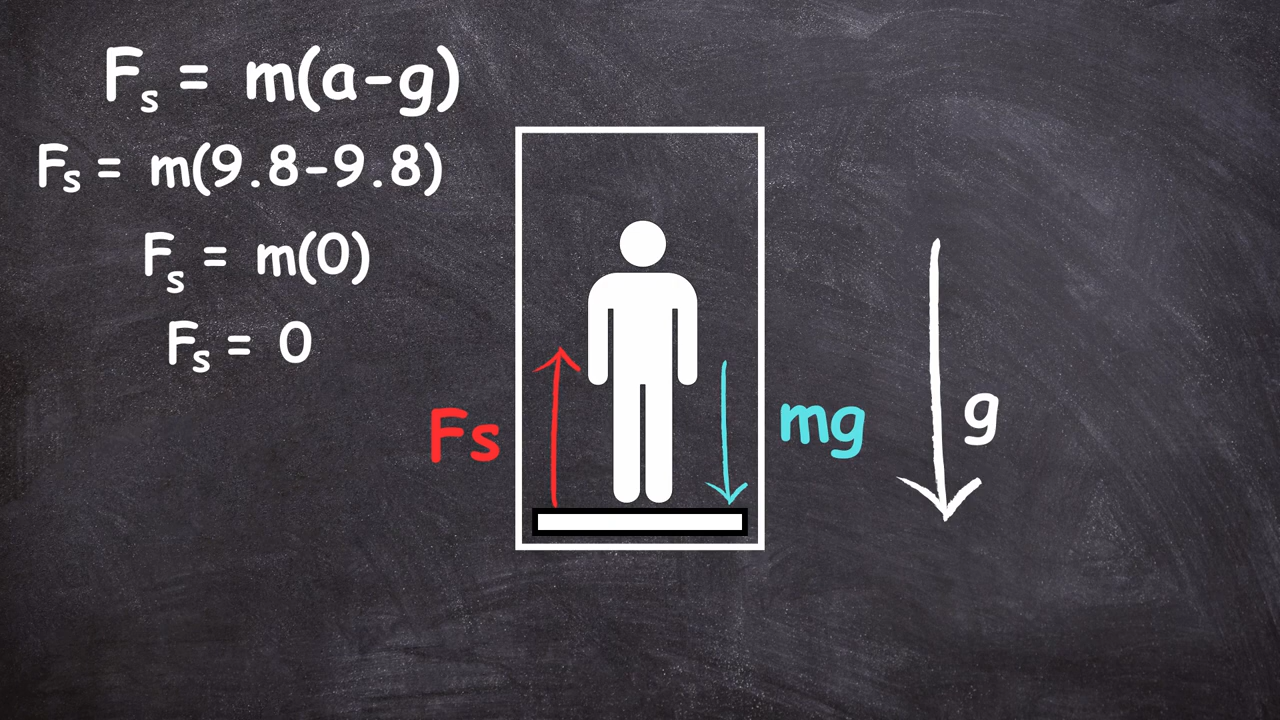 Fs = m(a-g)
Fs = m(9.8-9.8)
Fs = m(0)
Fs = 0
Fs
mg
g